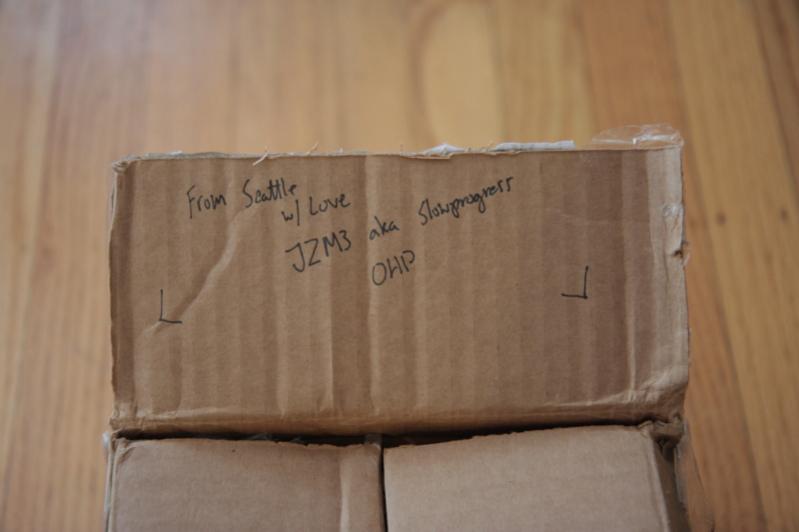 From Seattle
w/ Love
JZM3 aka Slowprogress
OHP